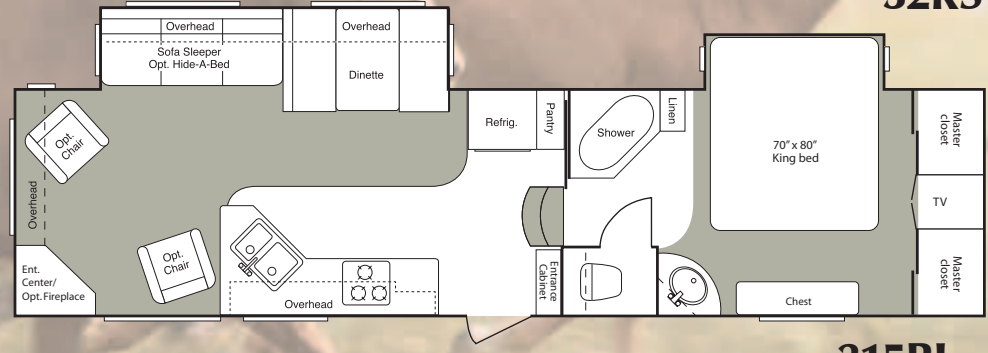 32RS
Overhead
Sofa Sleeper
Opt. Hide-A-Bed
Overhead
Dinette
Opt.
Chair
Overhead
Ent.
Center/
Opt.Fireplace
Opt.
Chair
Overhead
Refrig.
Pantry
Entrance
Cabinet
Shower
Linen
70" x 80"
King bed
Chest
Master
closet
TV
Master
closet